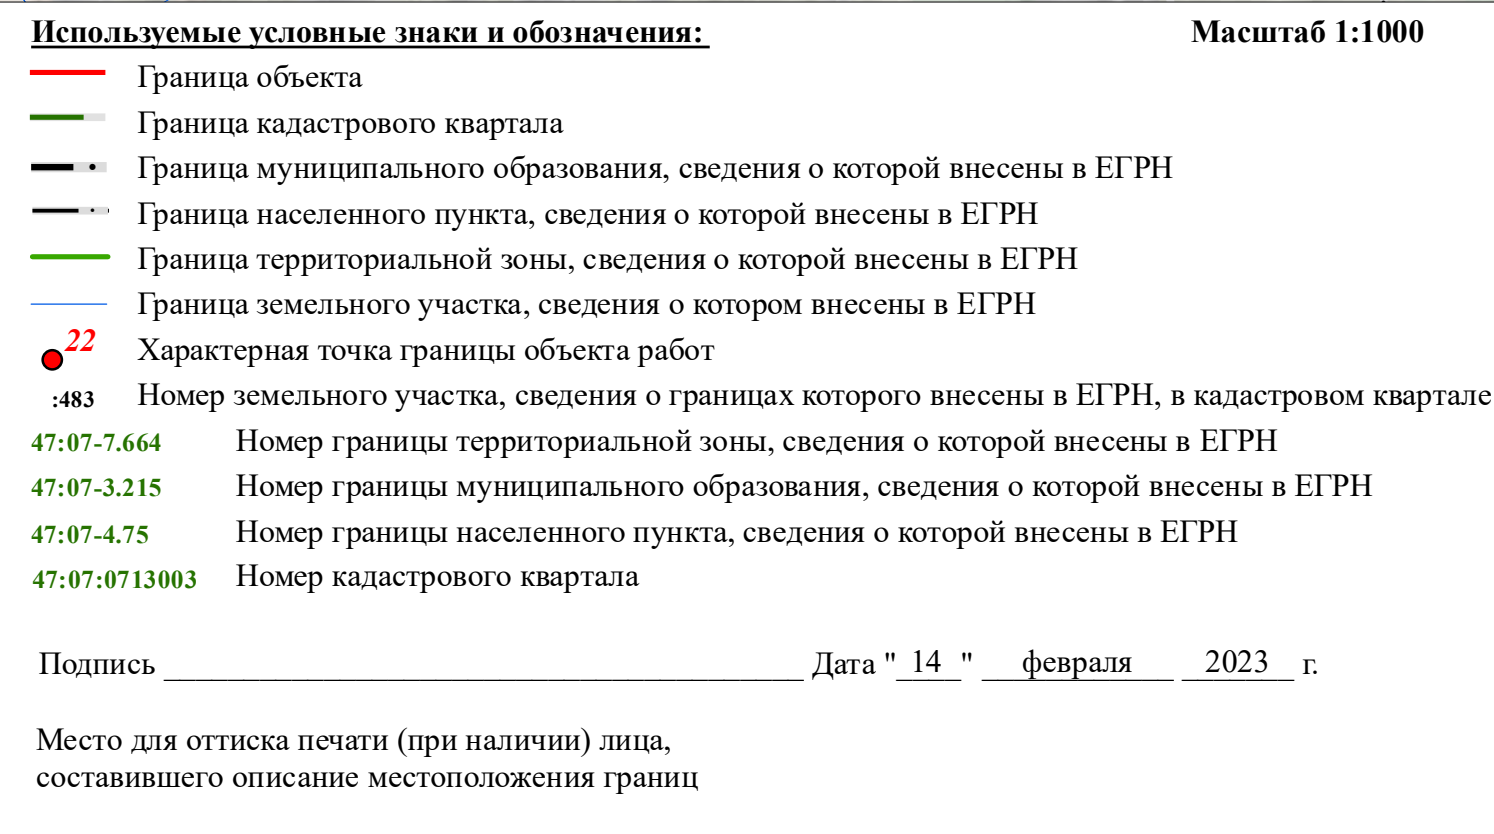 Используемые условные знаки и обозначения: Масштаб 1:1000
Граница объекта
Граница кадастрового квартала
Граница муниципального образования, сведения о которой внесены в ЕГРН
Граница населенного пункта, сведения о которой внесены в ЕГРН
Граница территориальной зоны, сведения о которой внесены в ЕГРН
Граница земельного участка, сведения о котором внесены в ЕГРН
22 Характерная точка границы объекта работ
:483 Номер земельного участка, сведения о границах которого внесены в ЕГРН, в кадастровом квартале
47:07-7.664 Номер границы территориальной зоны, сведения о которой внесены в ЕГРН
47:07-3.215 Номер границы муниципального образования, сведения о которой внесены в ЕГРН
47:07-4.75 Номер границы населенного пункта, сведения о которой внесены в ЕГРН
47:07:0713003 Номер кадастрового квартала
Подпись ________________________________________ Дата "_14_" ___февраля___ _2023_ г.
Место для оттиска печати (при наличии) лица,
составившего описание местоположения границ